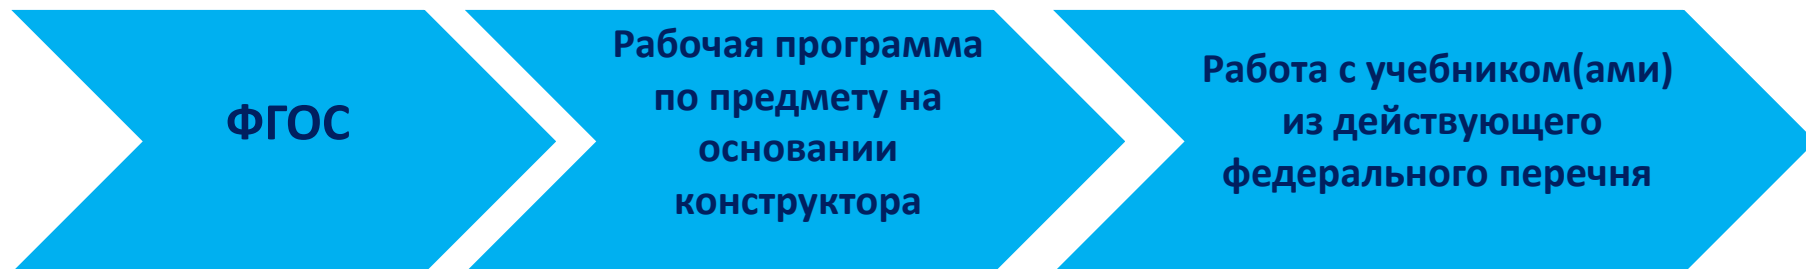 ФГОС
Рабочая программа
по предмету на
основании
конструктора
Работа с учебником(ами)
из действующего
федерального перечня